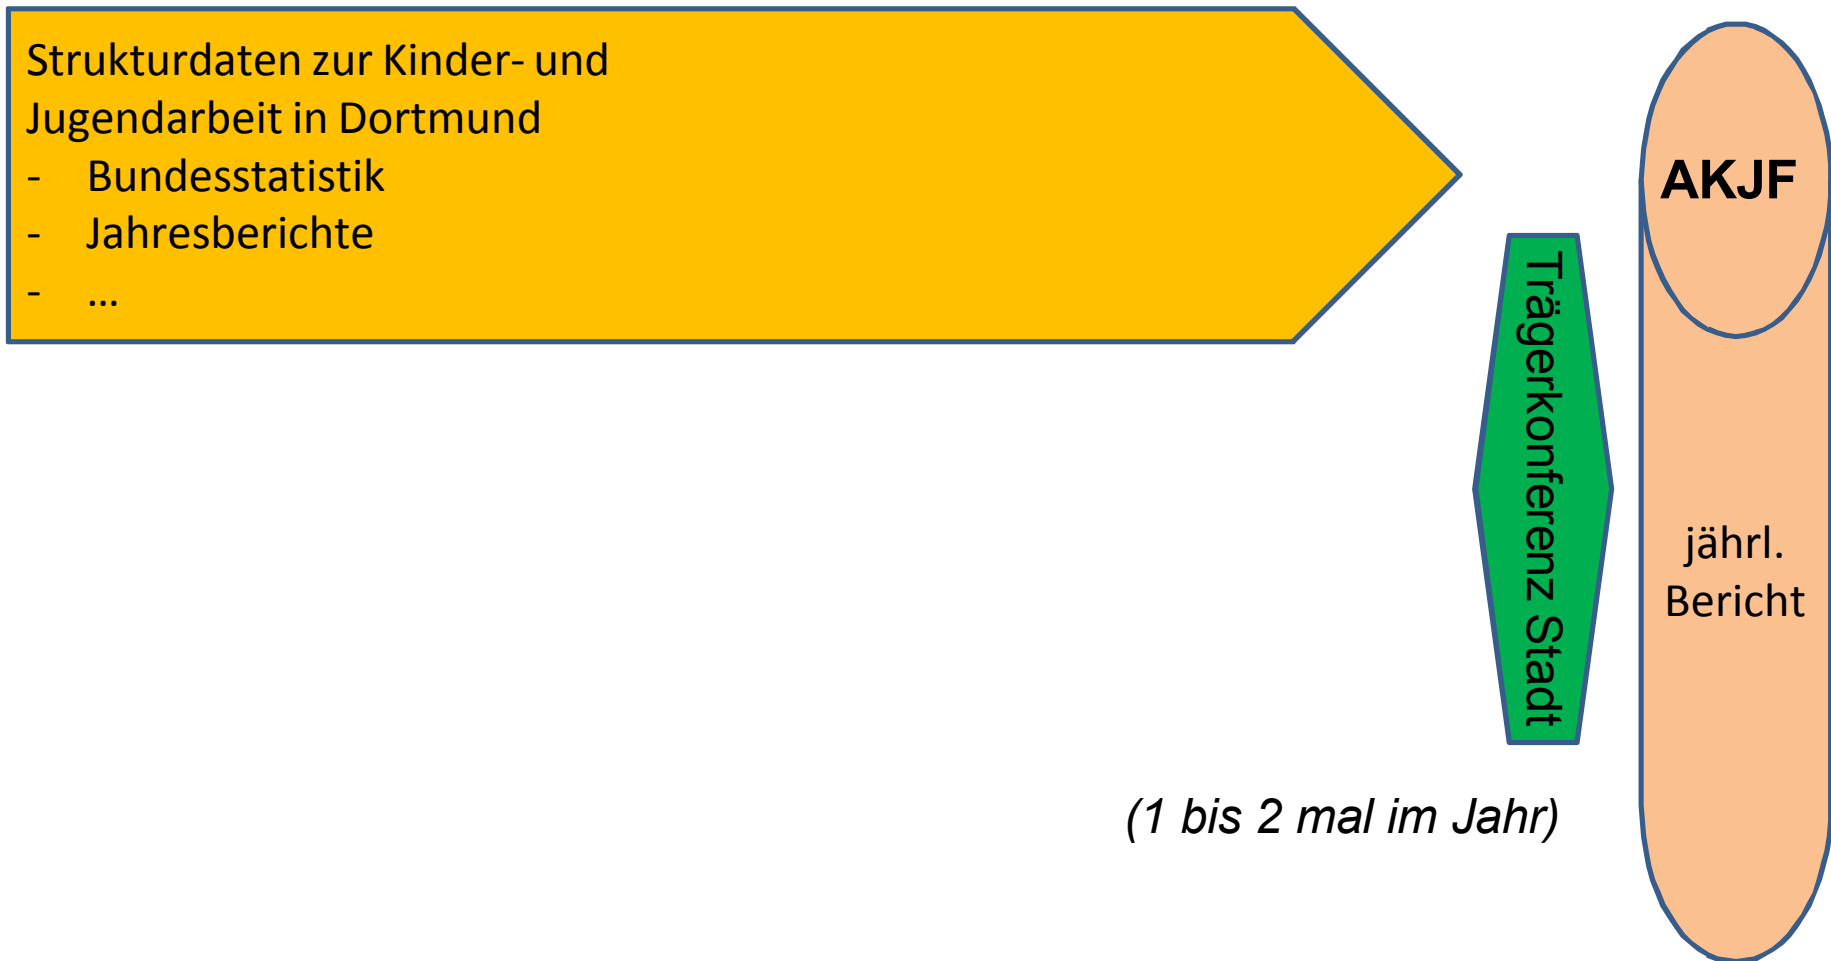 Strukturdaten zur Kinder- und
Jugendarbeit in Dortmund
- Bundesstatistik
- Jahresberichte
- …
AKJF
Trägerkonferenz Stadt
jährl.
Bericht
(1 bis 2 mal im Jahr)